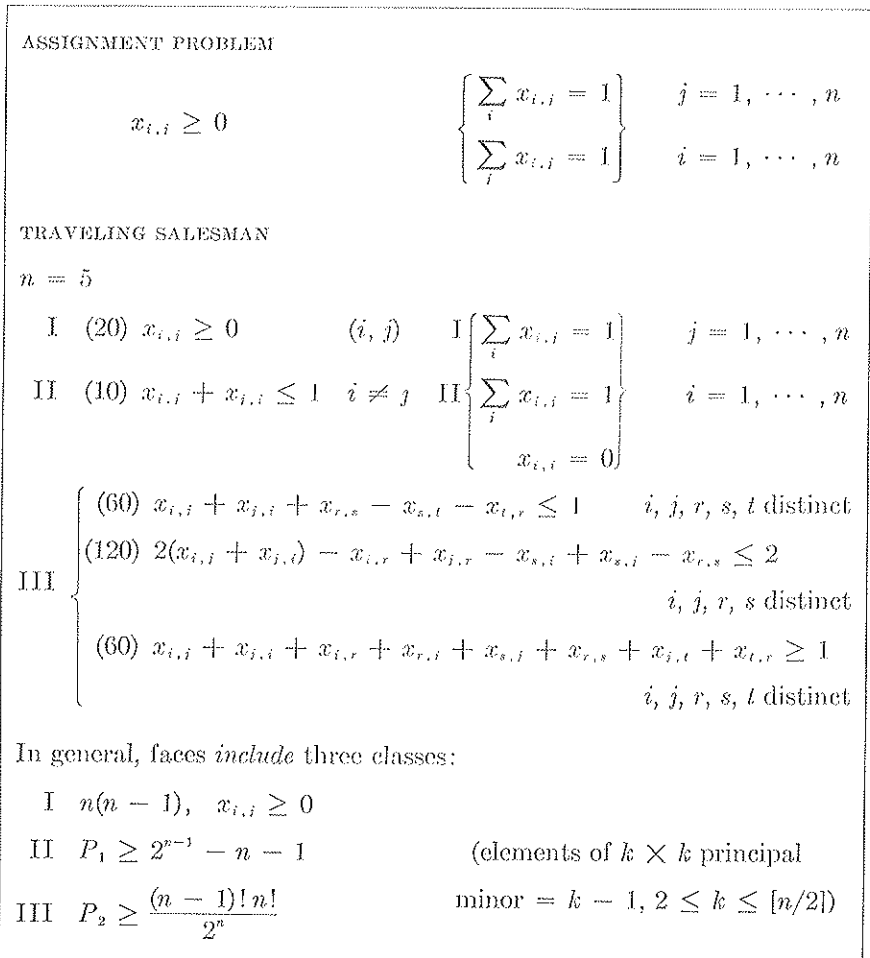 ASSIGNMENT PROBLEM
x_{i,j} ≥ 0 { ∑_i x_{i,j} = 1 } j = 1, ⋯ , n
{ ∑_j x_{i,j} = 1 } i = 1, ⋯ , n
TRAVELING SALESMAN
n = 5
I (20) x_{i,j} ≥ 0 (i, j) I { ∑_i x_{i,j} = 1 } j = 1, ⋯ , n
II (10) x_{i,j} + x_{j,i} ≤ 1 i ≠ j II { ∑_j x_{i,j} = 1 } i = 1, ⋯ , n
x_{i,i} = 0
III { (60) x_{i,j} + x_{j,i} + x_{r,s} − x_{s,t} − x_{t,r} ≤ 1 i, j, r, s, t distinct
(120) 2(x_{i,j} + x_{j,i}) − x_{i,r} + x_{j,r} − x_{s,i} + x_{s,j} − x_{r,s} ≤ 2
i, j, r, s distinct
(60) x_{i,j} + x_{j,i} + x_{i,r} + x_{r,i} + x_{s,j} + x_{r,s} + x_{j,t} + x_{t,r} ≥ 1
i, j, r, s, t distinct
In general, faces include three classes:
I n(n − 1), x_{i,j} ≥ 0
II P_1 ≥ 2^{n−1} − n − 1 (elements of k × k principal
III P_2 ≥ (n − 1)! n! / 2^n minor = k − 1, 2 ≤ k ≤ [n/2])